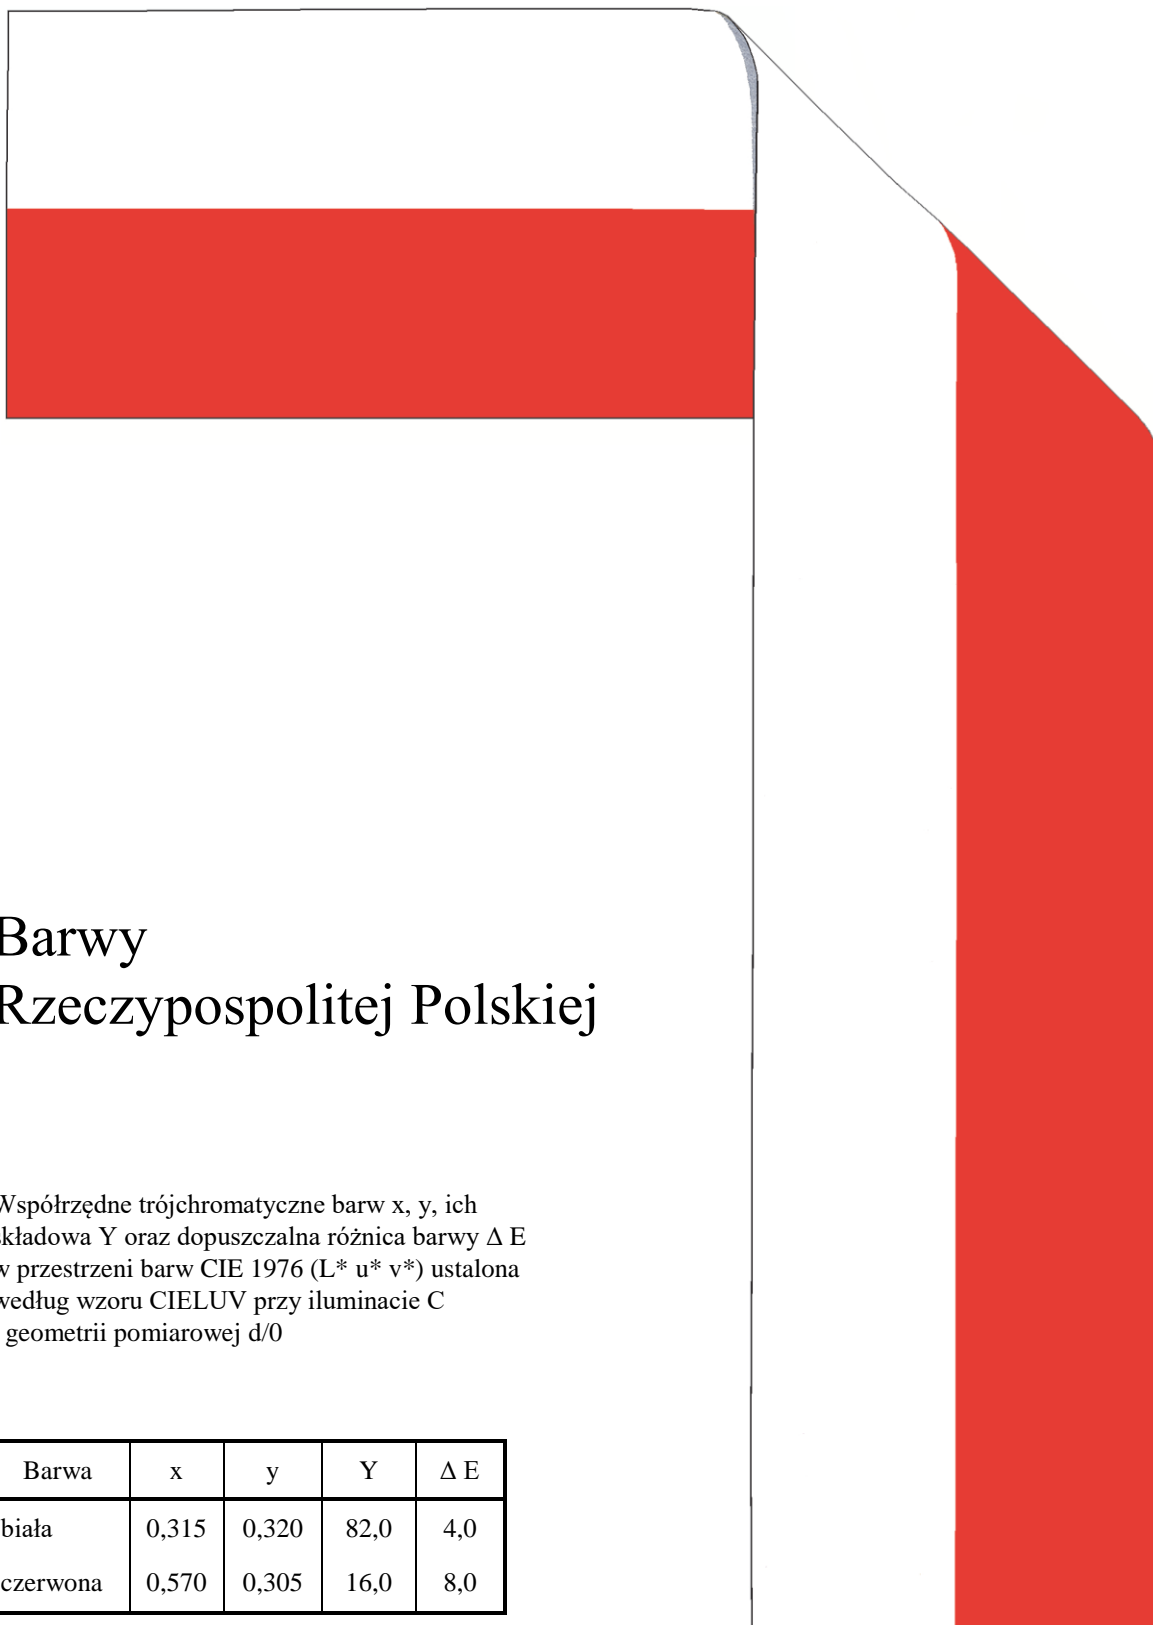 Barwy
Rzeczypospolitej Polskiej
Współrzędne trójchromatyczne barw x, y, ich
składowa Y oraz dopuszczalna różnica barwy Δ E
w przestrzeni barw CIE 1976 (L* u* v*) ustalona
według wzoru CIELUV przy iluminacie C
i geometrii pomiarowej d/0
Barwa x y Y Δ E
biała 0,315 0,320 82,0 4,0
czerwona 0,570 0,305 16,0 8,0